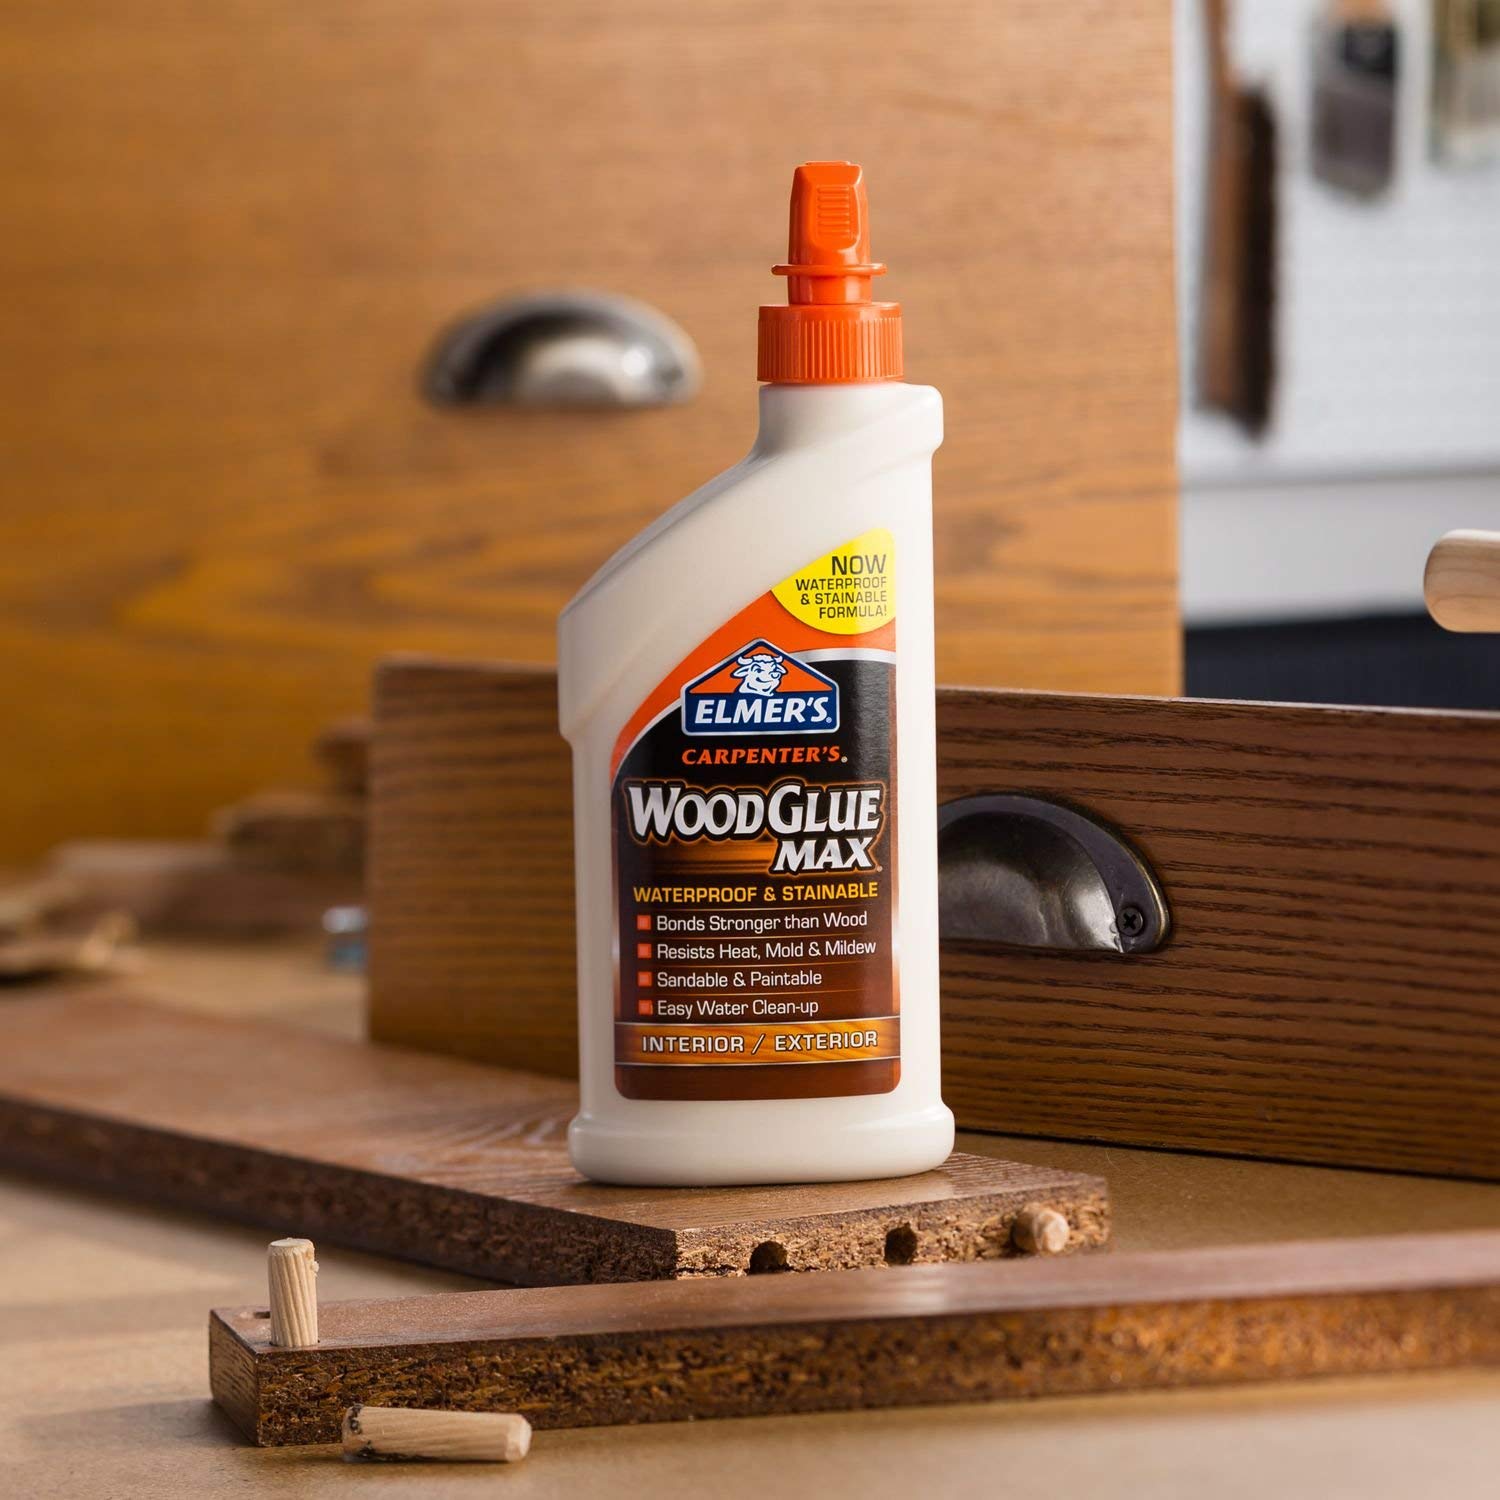 NOW
WATERPROOF
& STAINABLE
FORMULA!
ELMER'S®
CARPENTER'S®
WOOD GLUE
MAX®
WATERPROOF & STAINABLE
Bonds Stronger than Wood
Resists Heat, Mold & Mildew
Sandable & Paintable
Easy Water Clean-up
INTERIOR / EXTERIOR